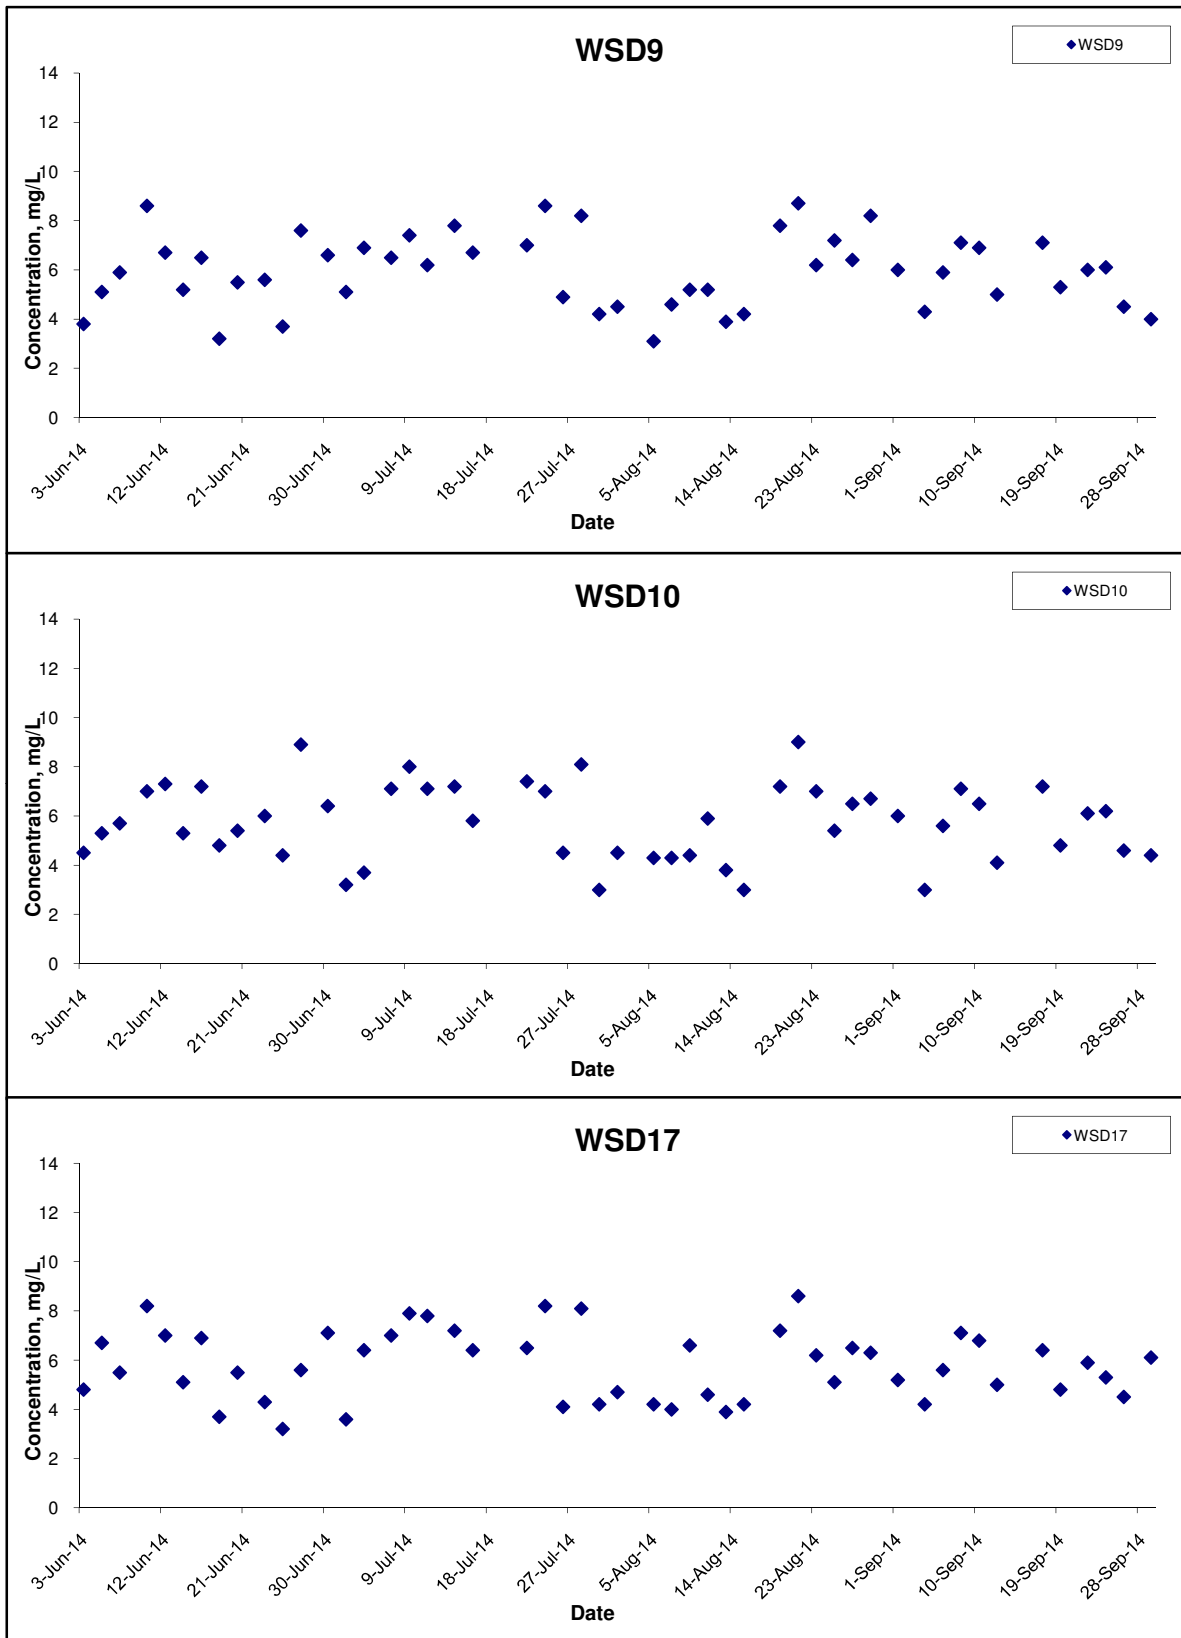 WSD9
WSD9
14
12
10
8
6
4
2
0
Concentration, mg/L.
3-Jun-14
12-Jun-14
21-Jun-14
30-Jun-14
9-Jul-14
18-Jul-14
27-Jul-14
5-Aug-14
14-Aug-14
23-Aug-14
1-Sep-14
10-Sep-14
19-Sep-14
28-Sep-14
Date
WSD10
WSD10
14
12
10
8
6
4
2
0
Concentration, mg/L.
3-Jun-14
12-Jun-14
21-Jun-14
30-Jun-14
9-Jul-14
18-Jul-14
27-Jul-14
5-Aug-14
14-Aug-14
23-Aug-14
1-Sep-14
10-Sep-14
19-Sep-14
28-Sep-14
Date
WSD17
WSD17
14
12
10
8
6
4
2
0
Concentration, mg/L.
3-Jun-14
12-Jun-14
21-Jun-14
30-Jun-14
9-Jul-14
18-Jul-14
27-Jul-14
5-Aug-14
14-Aug-14
23-Aug-14
1-Sep-14
10-Sep-14
19-Sep-14
28-Sep-14
Date